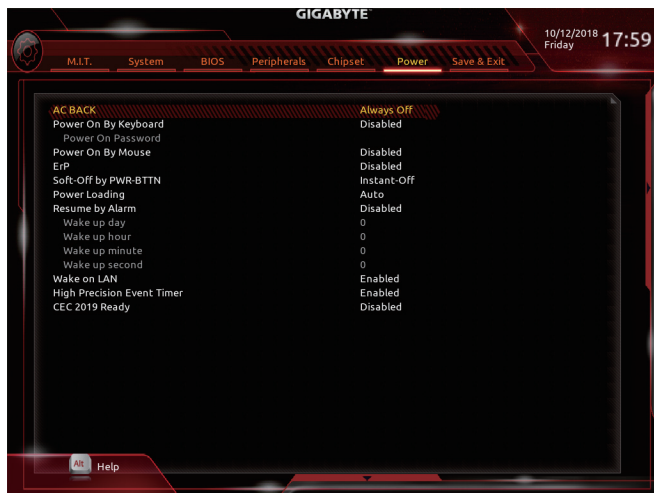 GIGABYTE™
10/12/2018
Friday
17:59
M.I.T. System BIOS Peripherals Chipset Power Save & Exit
AC BACK Always Off
Power On By Keyboard Disabled
Power On Password
Power On By Mouse Disabled
ErP Disabled
Soft-Off by PWR-BTTN Instant-Off
Power Loading Auto
Resume by Alarm Disabled
Wake up day 0
Wake up hour 0
Wake up minute 0
Wake up second 0
Wake on LAN Enabled
High Precision Event Timer Enabled
CEC 2019 Ready Disabled
Alt Help